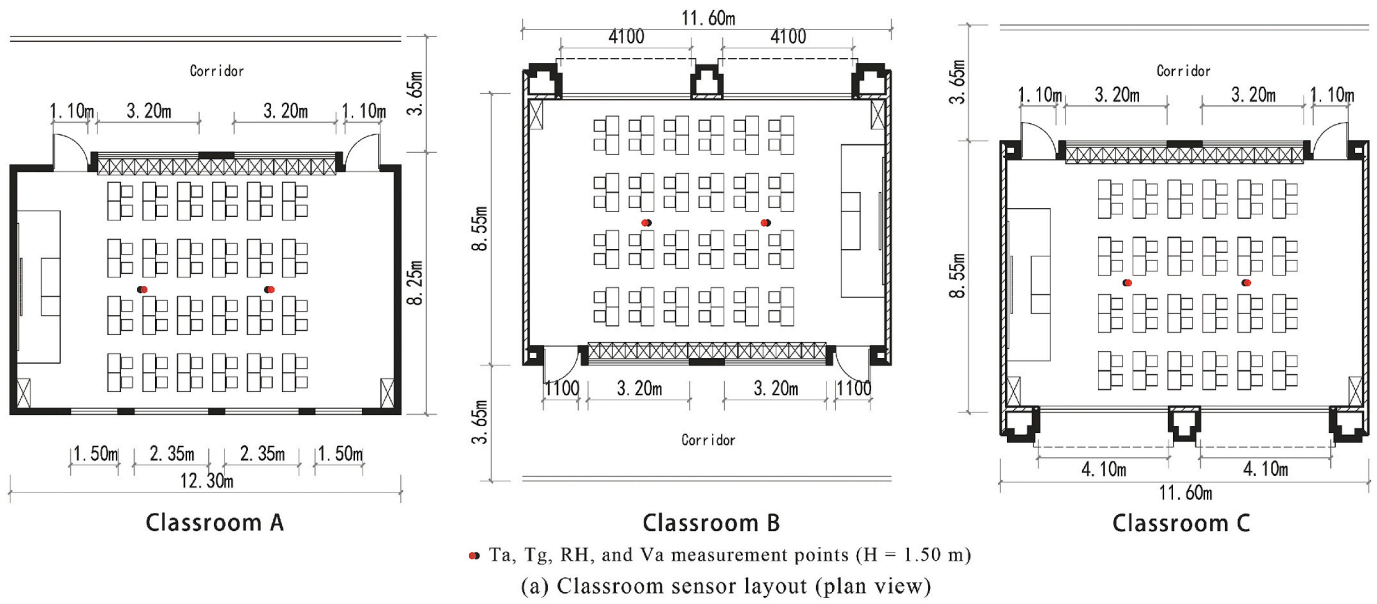 Corridor
3.65m
1.10m
3.20m
3.20m
1.10m
8.25m
1.50m
2.35m
2.35m
1.50m
12.30m
Classroom A
11.60m
4100
4100
8.55m
1100
3.20m
3.20m
1100
3.65m
Corridor
Classroom B
3.65m
Corridor
1.10m
3.20m
3.20m
1.10m
8.55m
4.10m
4.10m
11.60m
Classroom C
Ta, Tg, RH, and Va measurement points (H = 1.50 m)
(a) Classroom sensor layout (plan view)